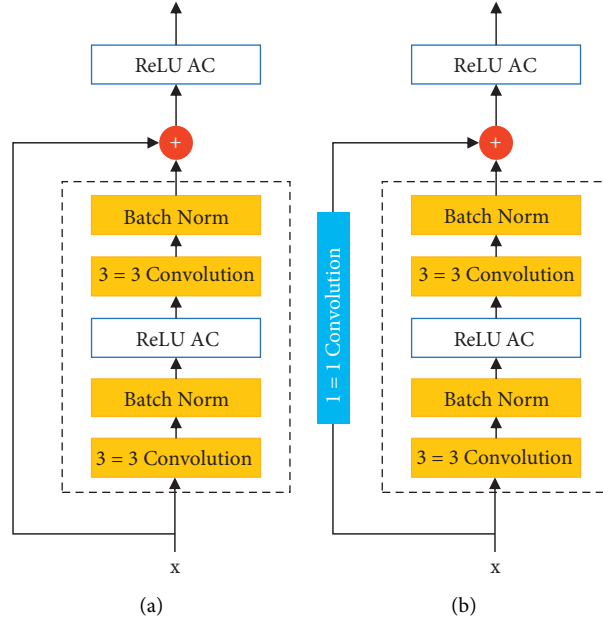 ReLU AC
+
Batch Norm
3 = 3 Convolution
ReLU AC
Batch Norm
3 = 3 Convolution
x
(a)
ReLU AC
+
Batch Norm
3 = 3 Convolution
ReLU AC
Batch Norm
3 = 3 Convolution
1 = 1 Convolution
x
(b)